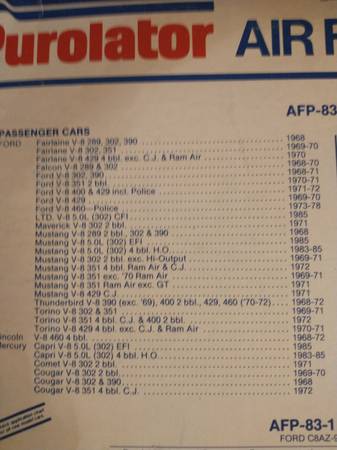 Purolator AIR F
AFP-83
PASSENGER CARS
FORD Fairlane V-8 289, 302, 390 1968
Fairlane V-8 302, 351 1969-70
Fairlane V-8 429 4 bbl. exc. C.J. & Ram Air 1970
Falcon V-8 289 & 302 1968-70
Ford V-8 302, 390 1968-71
Ford V-8 351 2 bbl. 1970-71
Ford V-8 400 & 429 incl. Police 1971-72
Ford V-8 429 1969-70
Ford V-8 460—Police 1973-78
LTD. V-8 5.0L (302) CFI 1985
Maverick V-8 302 2 bbl. 1971
Mustang V-8 289 2 bbl., 302 & 390 1968
Mustang V-8 5.0L (302) EFI 1985
Mustang V-8 5.0L (302) 4 bbl. H.O. 1983-85
Mustang V-8 302 2 bbl. exc. Hi-Output 1969-71
Mustang V-8 351 4 bbl. Ram Air & C.J. 1972
Mustang V-8 351 exc. '70 Ram Air 1969-71
Mustang V-8 351 Ram Air exc. GT 1971
Mustang V-8 429 C.J. 1971
Thunderbird V-8 390 (exc. '69), 400 2 bbl., 429, 460 ('70-72) 1968-72
Torino V-8 302 & 351 1969-71
Torino V-8 351 4 bbl. C.J. & 400 2 bbl. 1972
Torino V-8 429 4 bbl. exc. C.J. & Ram Air 1970-71
Lincoln V-8 460 4 bbl. 1968-72
Mercury Capri V-8 5.0L (302) EFI 1985
Capri V-8 5.0L (302) 4 bbl. H.O. 1983-85
Comet V-8 302 2 bbl. 1971
Cougar V-8 302 2 bbl. 1969-71
Cougar V-8 302 & 390 1968
Cougar V-8 351 4 bbl. C.J. 1972
AFP-83-1
FORD C8AZ-9